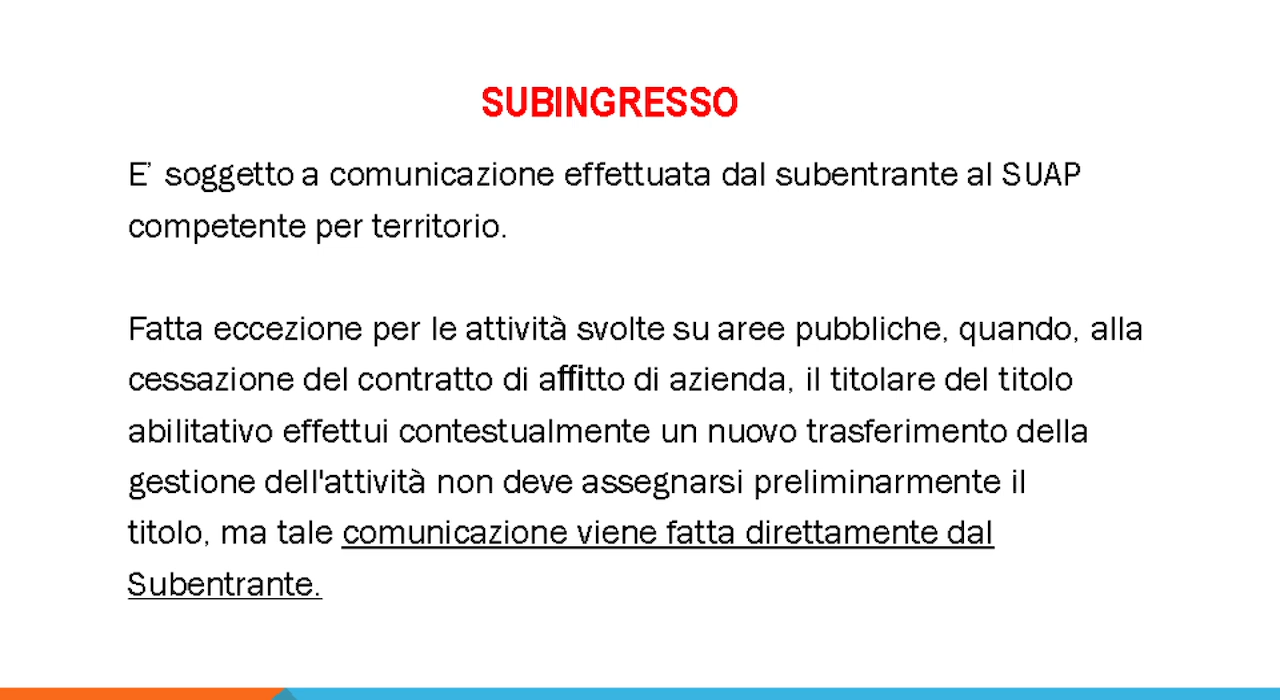 SUBINGRESSO
E' soggetto a comunicazione effettuata dal subentrante al SUAP
competente per territorio.
Fatta eccezione per le attività svolte su aree pubbliche, quando, alla
cessazione del contratto di affitto di azienda, il titolare del titolo
abilitativo effettui contestualmente un nuovo trasferimento della
gestione dell'attività non deve assegnarsi preliminarmente il
titolo, ma tale comunicazione viene fatta direttamente dal
Subentrante.